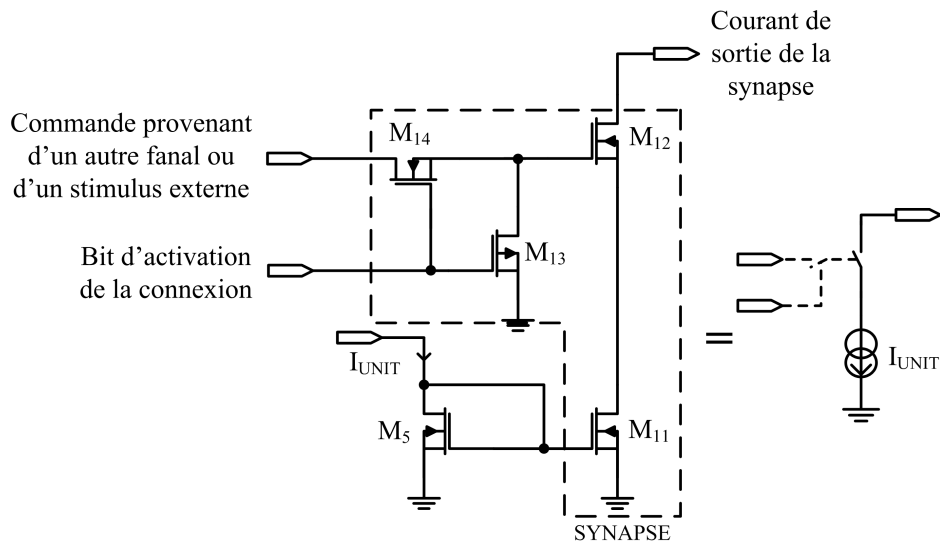 Courant de
sortie de la
synapse
Commande provenant
d'un autre fanal ou
d'un stimulus externe
M14
M12
Bit d'activation
de la connexion
M13
IUNIT
=
IUNIT
M5
M11
SYNAPSE